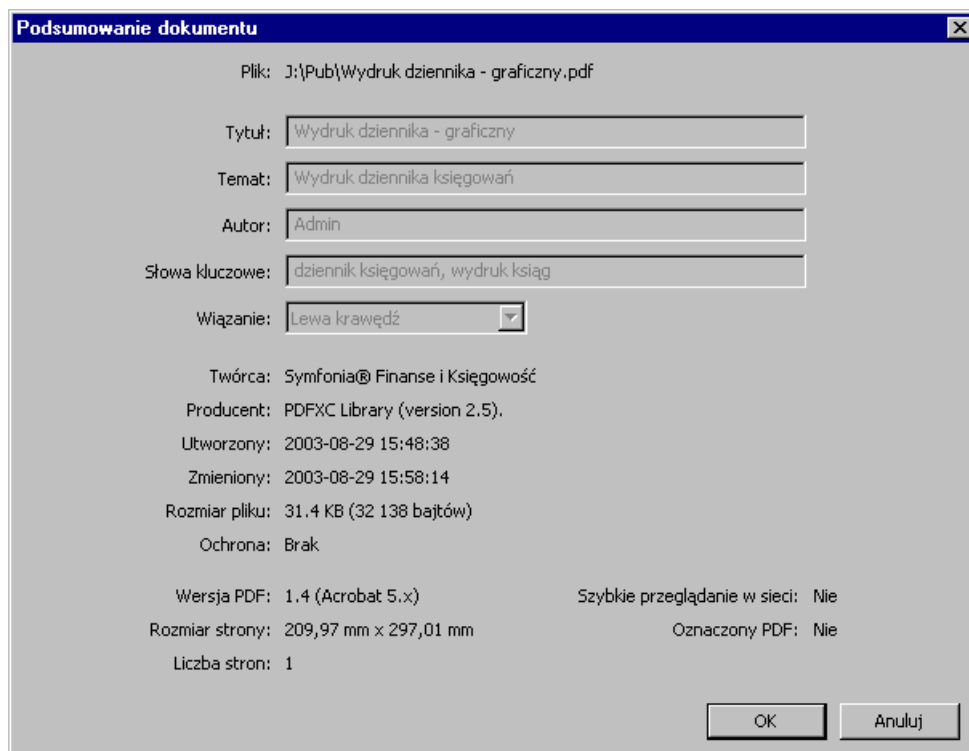 Podsumowanie dokumentu
Plik: J:\Pub\Wydruk dziennika - graficzny.pdf
Tytuł: Wydruk dziennika - graficzny
Temat: Wydruk dziennika księgowań
Autor: Admin
Słowa kluczowe: dziennik księgowań, wydruk ksiąg
Wiązanie: Lewa krawędź
Twórca: Symfonia® Finanse i Księgowość
Producent: PDFXC Library (version 2.5).
Utworzony: 2003-08-29 15:48:38
Zmieniony: 2003-08-29 15:58:14
Rozmiar pliku: 31.4 KB (32 138 bajtów)
Ochrona: Brak
Wersja PDF: 1.4 (Acrobat 5.x) Szybkie przeglądanie w sieci: Nie
Rozmiar strony: 209,97 mm x 297,01 mm Oznaczony PDF: Nie
Liczba stron: 1
OK Anuluj